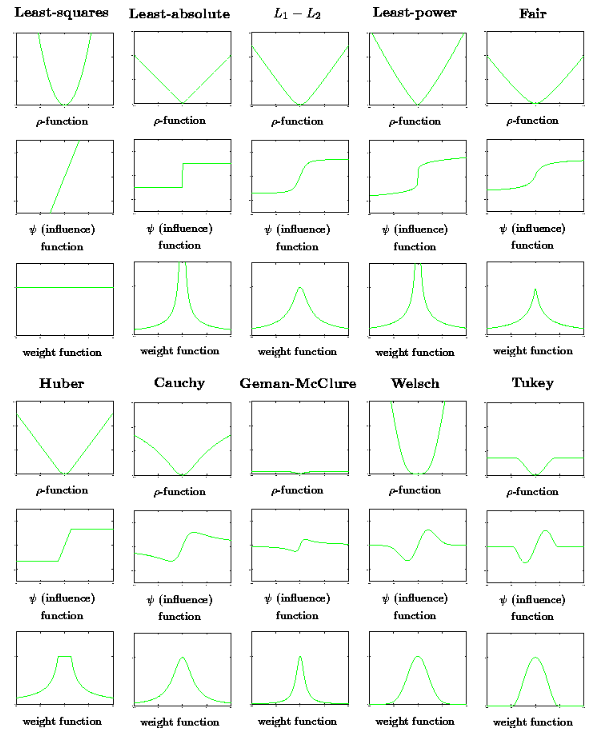 Least-squares Least-absolute L₁ − L₂ Least-power Fair
ρ-function ρ-function ρ-function ρ-function ρ-function
ψ (influence) ψ (influence) ψ (influence) ψ (influence) ψ (influence)
function function function function function
weight function weight function weight function weight function weight function
Huber Cauchy Geman-McClure Welsch Tukey
ρ-function ρ-function ρ-function ρ-function ρ-function
ψ (influence) ψ (influence) ψ (influence) ψ (influence) ψ (influence)
function function function function function
weight function weight function weight function weight function weight function